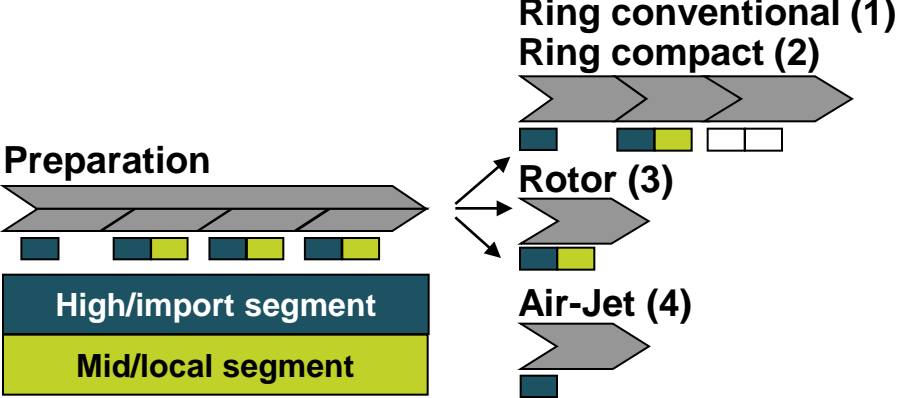 Ring conventional (1)
Ring compact (2)
Preparation
Rotor (3)
High/import segment
Air-Jet (4)
Mid/local segment